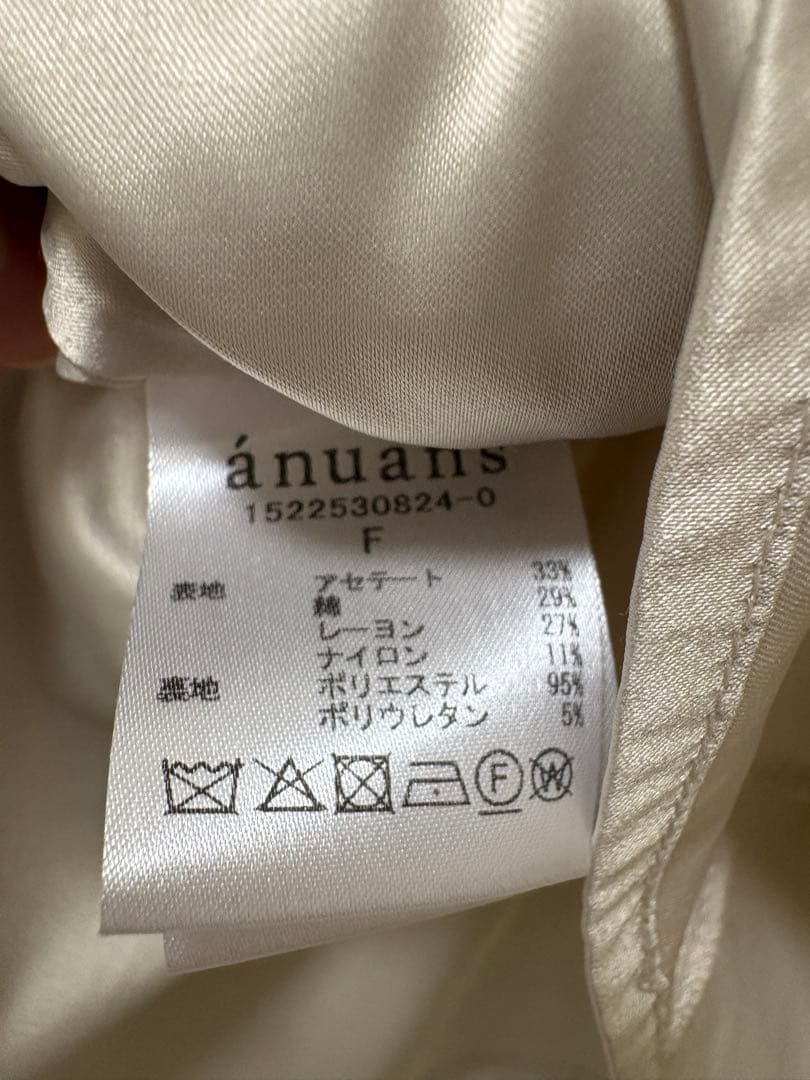 ánuans
1522530824-0
F
表地 アセテート 33%
綿 29%
レーヨン 27%
ナイロン 11%
裏地 ポリエステル 95%
ポリウレタン 5%
F W